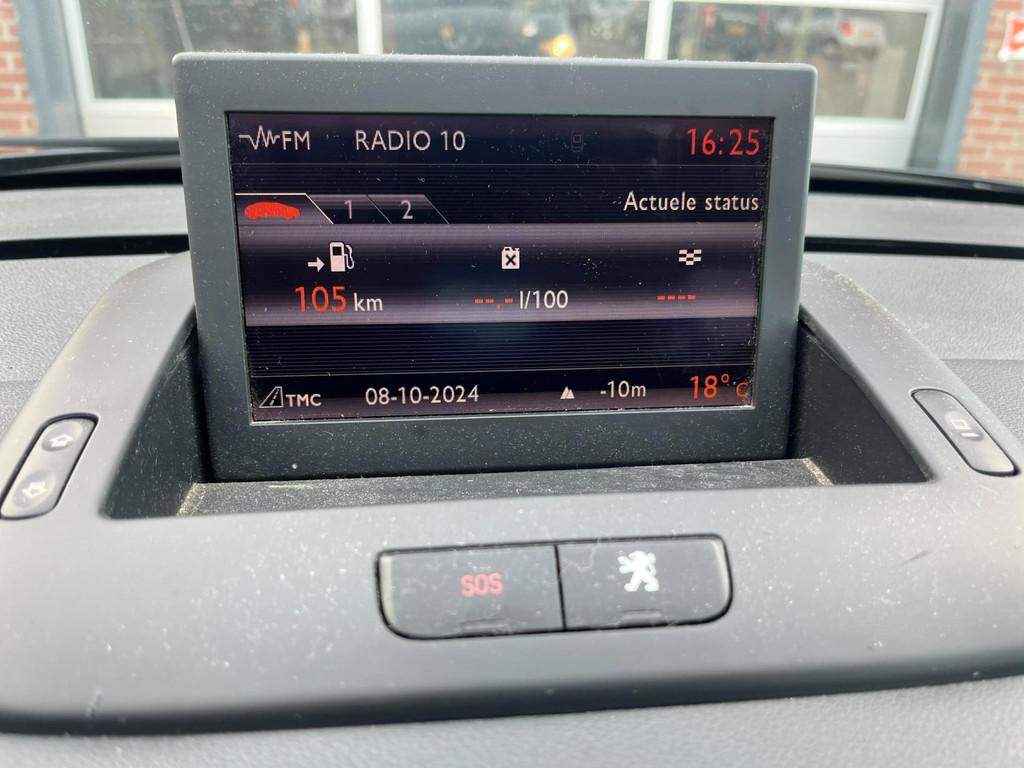 FM RADIO 10 16:25
1 2 Actuele status
105 km --.- l/100 ----
TMC 08-10-2024 -10m 18°C
SOS